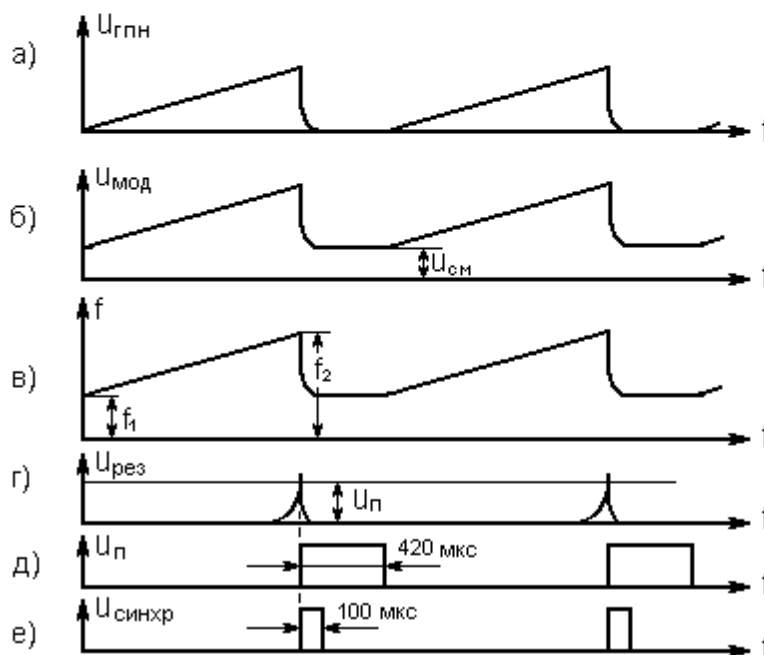 а) Uгпн t
б) Uмод Uсм t
в) f f₁ f₂ t
г) Uрез Uп t
д) Uп 420 мкс t
е) Uсинхр 100 мкс t